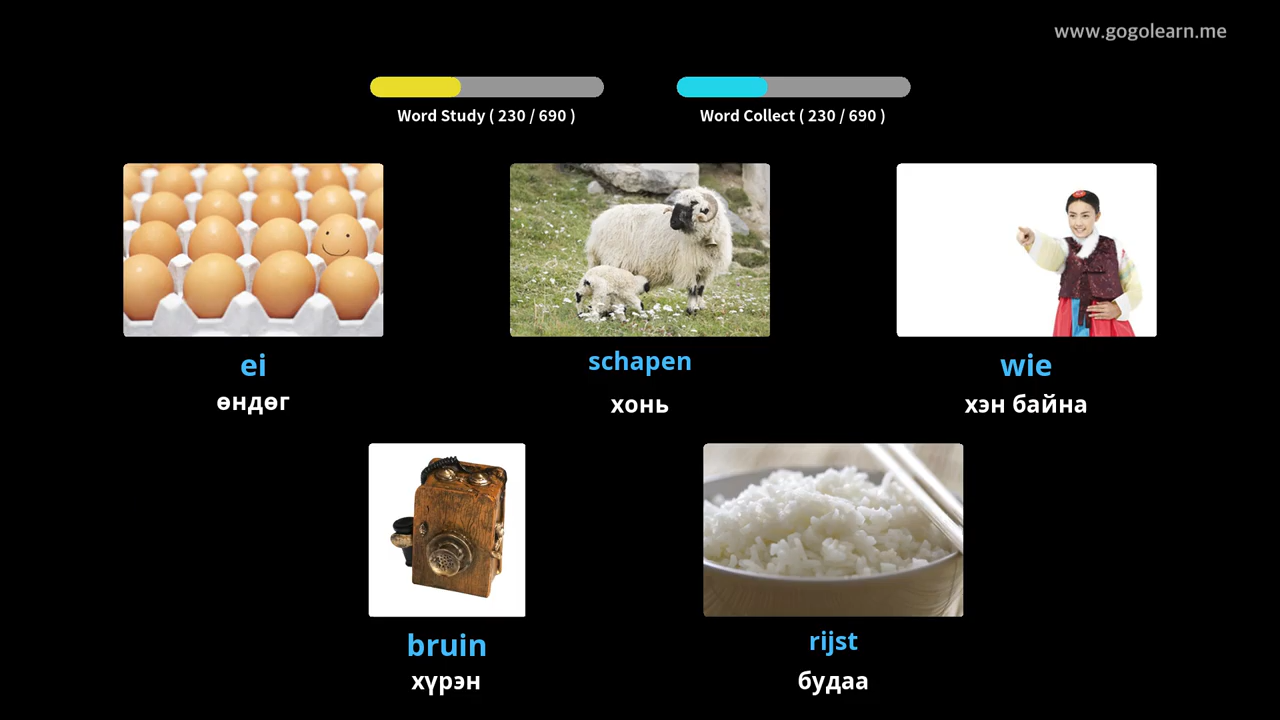 www.gogolearn.me
Word Study ( 230 / 690 )
Word Collect ( 230 / 690 )
ei
өндөг
schapen
хонь
wie
хэн байна
bruin
хүрэн
rijst
будаа